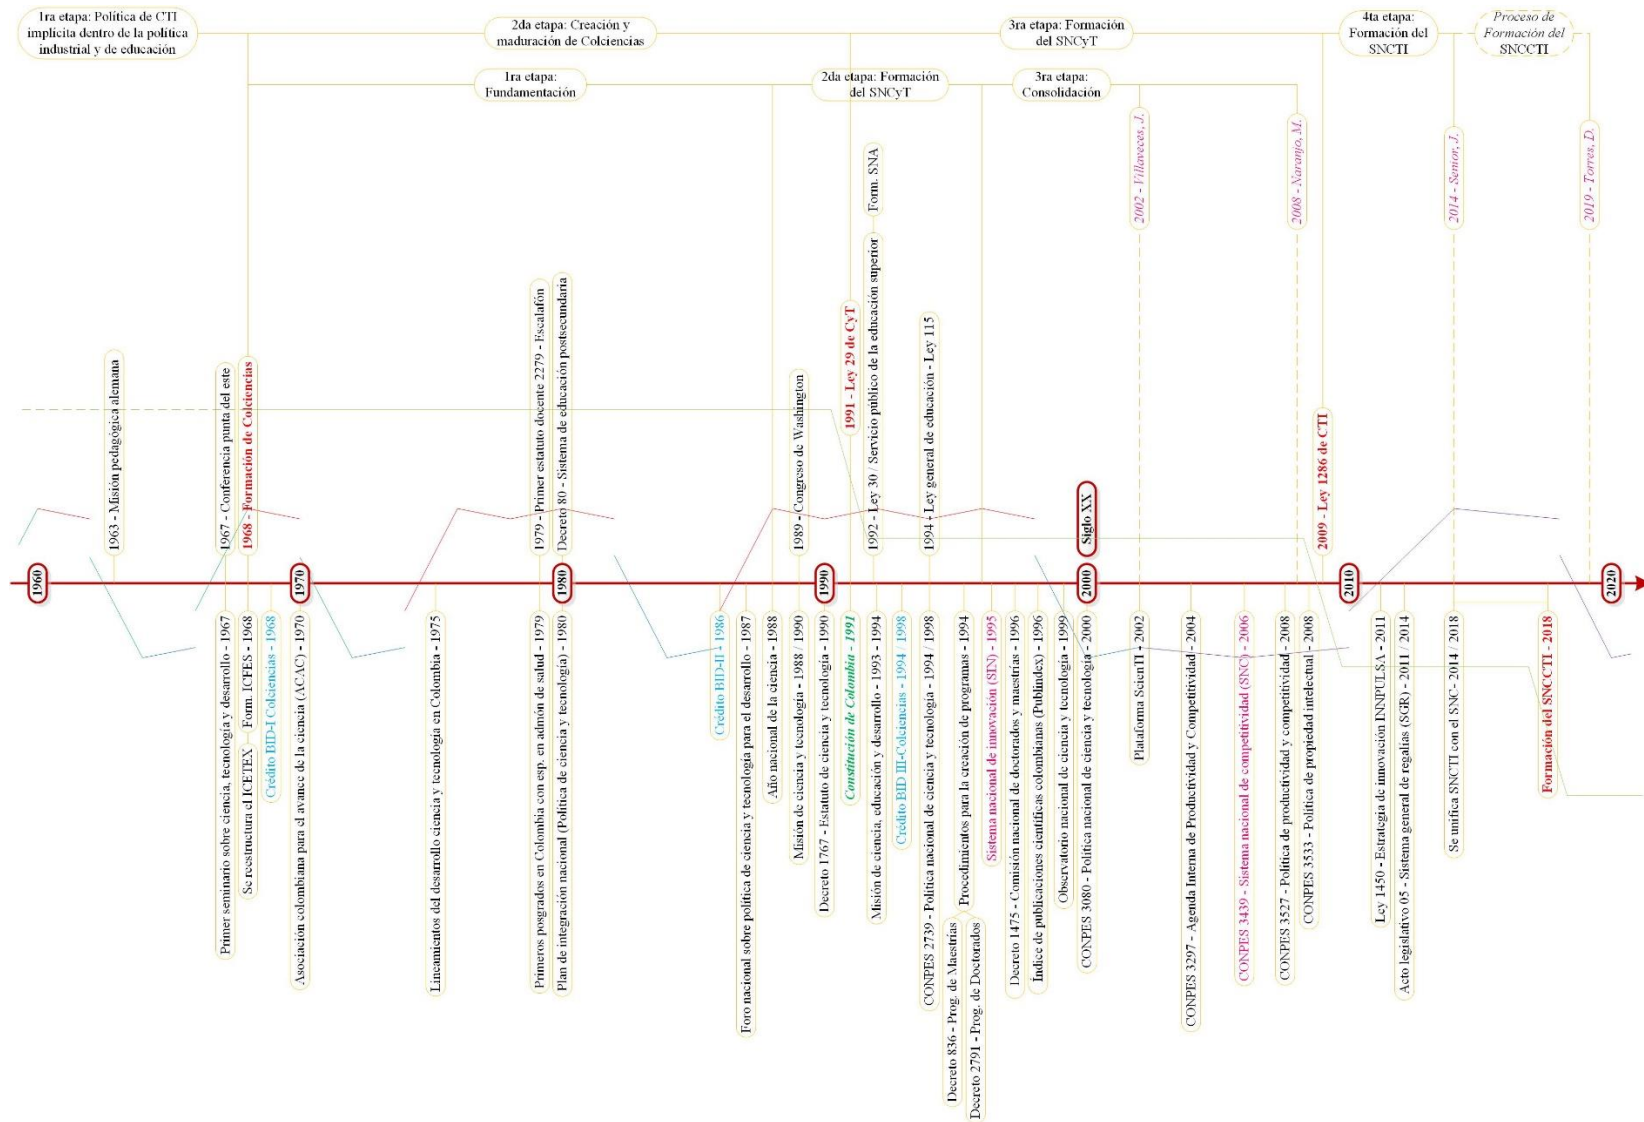 1ra etapa: Política de CTI
implícita dentro de la política
industrial y de educación
2da etapa: Creación y
maduración de Colciencias
3ra etapa: Formación
del SNCyT
4ta etapa:
Formación del
SNCTI
Proceso de
Formación del
SNCCTI
1ra etapa:
Fundamentación
2da etapa: Formación
del SNCyT
3ra etapa:
Consolidación
2002 - Villaveces, J.
2008 - Naranjo, M.
2014 - Senior, J.
2019 - Torres, D.
1963 - Misión pedagógica alemana
1967 - Conferencia punta del este
1968 - Formación de Colciencias
1979 - Primer estatuto docente 2279 - Escalafón
Decreto 80 - Sistema de educación postsecundaria
1989 - Congreso de Washington
1991 - Ley 29 de CyT
Form. SNA
1992 - Ley 30 / Servicio público de la educación superior
1994 - Ley general de educación - Ley 115
Siglo XX
2009 - Ley 1286 de CTI
1960
1970
1980
1990
2000
2010
2020
Primer seminario sobre ciencia, tecnología y desarrollo - 1967
Form. ICFES - 1968
Se reestructura el ICETEX
Crédito BID-I Colciencias - 1968
Asociación colombiana para el avance de la ciencia (ACAC) - 1970
Lineamientos del desarrollo ciencia y tecnología en Colombia - 1975
Primeros posgrados en Colombia con esp. en admón de salud - 1979
Plan de integración nacional (Política de ciencia y tecnología) - 1980
Crédito BID-II - 1986
Foro nacional sobre política de ciencia y tecnología para el desarrollo - 1987
Año nacional de la ciencia - 1988
Misión de ciencia y tecnología - 1988 / 1990
Decreto 1767 - Estatuto de ciencia y tecnología - 1990
Constitución de Colombia - 1991
Misión de ciencia, educación y desarrollo - 1993 - 1994
Crédito BID III-Colciencias - 1994 / 1998
CONPES 2739 - Política nacional de ciencia y tecnología - 1994 / 1998
Procedimientos para la creación de programas - 1994
Decreto 836 - Prog. de Maestrías
Decreto 2791 - Prog. de Doctorados
Sistema nacional de innovación (SIN) - 1995
Decreto 1475 - Comisión nacional de doctorados y maestrías - 1996
Índice de publicaciones científicas colombianas (Publindex) - 1996
Observatorio nacional de ciencia y tecnología - 1999
CONPES 3080 - Política nacional de ciencia y tecnología - 2000
Plataforma ScienTI - 2002
CONPES 3297 - Agenda Interna de Productividad y Competitividad - 2004
CONPES 3439 - Sistema nacional de competitividad (SNC) - 2006
CONPES 3527 - Política de productividad y competitividad - 2008
CONPES 3533 - Política de propiedad intelectual - 2008
Ley 1450 - Estrategia de innovación INNPULSA - 2011
Acto legislativo 05 - Sistema general de regalías (SGR) - 2011 / 2014
Se unifica SNCTI con el SNC- 2014 / 2018
Formación del SNCCTI - 2018